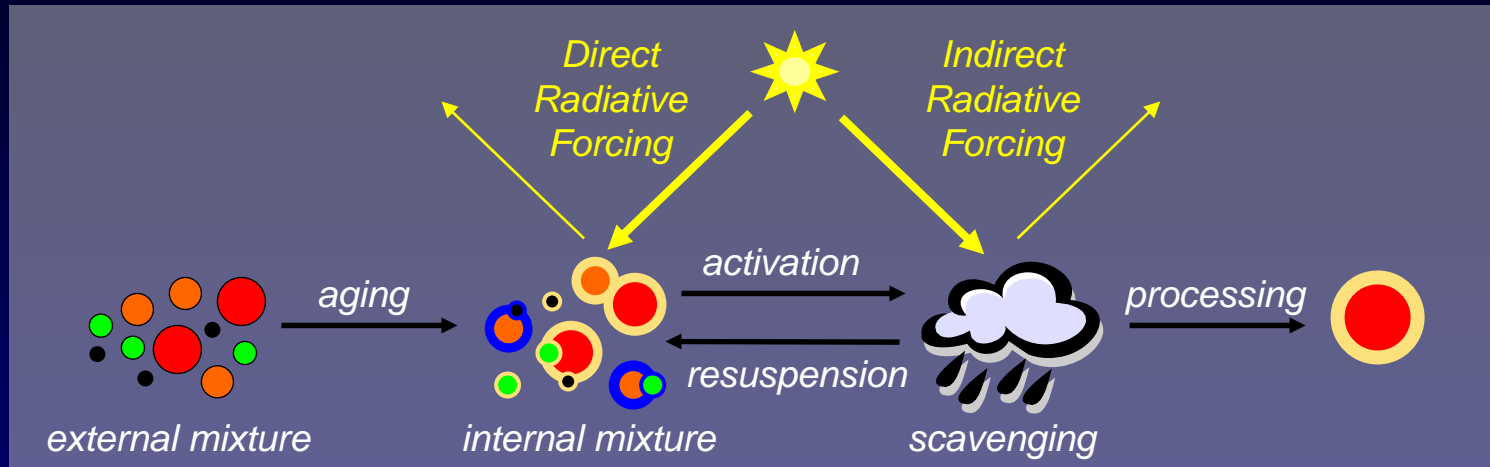 Direct
Radiative
Forcing
Indirect
Radiative
Forcing
aging
activation
processing
resuspension
external mixture
internal mixture
scavenging